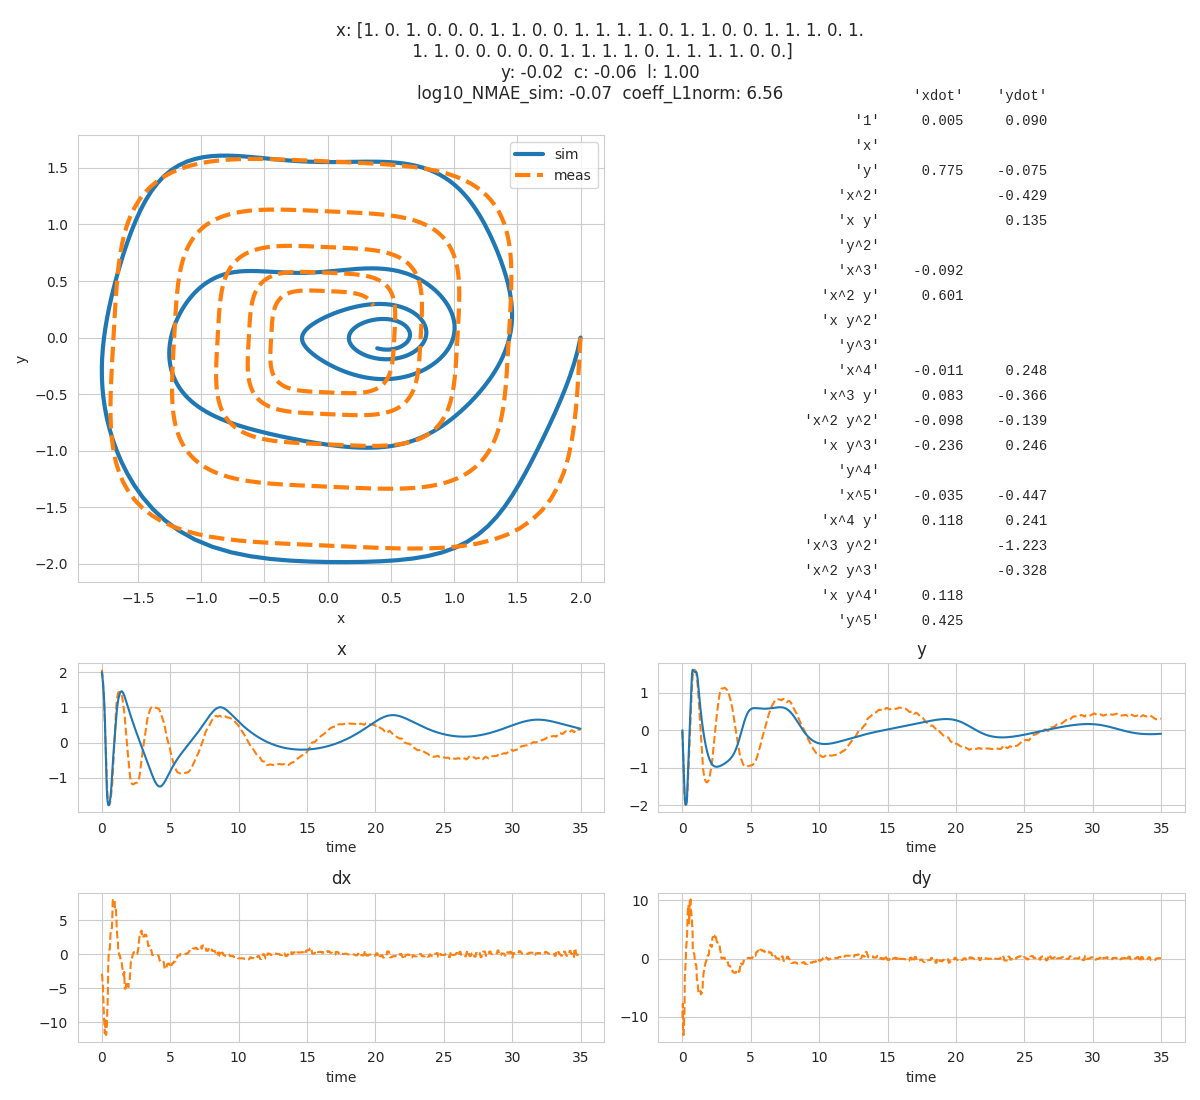 x: [1. 0. 1. 0. 0. 0. 0. 1. 1. 0. 0. 1. 1. 1. 1. 0. 1. 1. 0. 0. 1. 1. 1. 0. 1.
1. 1. 0. 0. 0. 0. 0. 0. 1. 1. 1. 1. 0. 1. 1. 1. 1. 0. 0.]
y: -0.02 c: -0.06 l: 1.00
log10_NMAE_sim: -0.07 coeff_L1norm: 6.56
'xdot' 'ydot'
'1' 0.005 0.090
'x'
'y' 0.775 -0.075
'x^2' -0.429
'x y' 0.135
'y^2'
'x^3' -0.092
'x^2 y' 0.601
'x y^2'
'y^3'
'x^4' -0.011 0.248
'x^3 y' 0.083 -0.366
'x^2 y^2' -0.098 -0.139
'x y^3' -0.236 0.246
'y^4'
'x^5' -0.035 -0.447
'x^4 y' 0.118 0.241
'x^3 y^2' -1.223
'x^2 y^3' -0.328
'x y^4' 0.118
'y^5' 0.425
sim
meas
1.5
1.0
0.5
0.0
−0.5
−1.0
−1.5
−2.0
y
−1.5 −1.0 −0.5 0.0 0.5 1.0 1.5 2.0
x
x
2
1
0
−1
0 5 10 15 20 25 30 35
time
y
1
0
−1
−2
0 5 10 15 20 25 30 35
time
dx
5
0
−5
−10
0 5 10 15 20 25 30 35
time
dy
10
0
−10
0 5 10 15 20 25 30 35
time